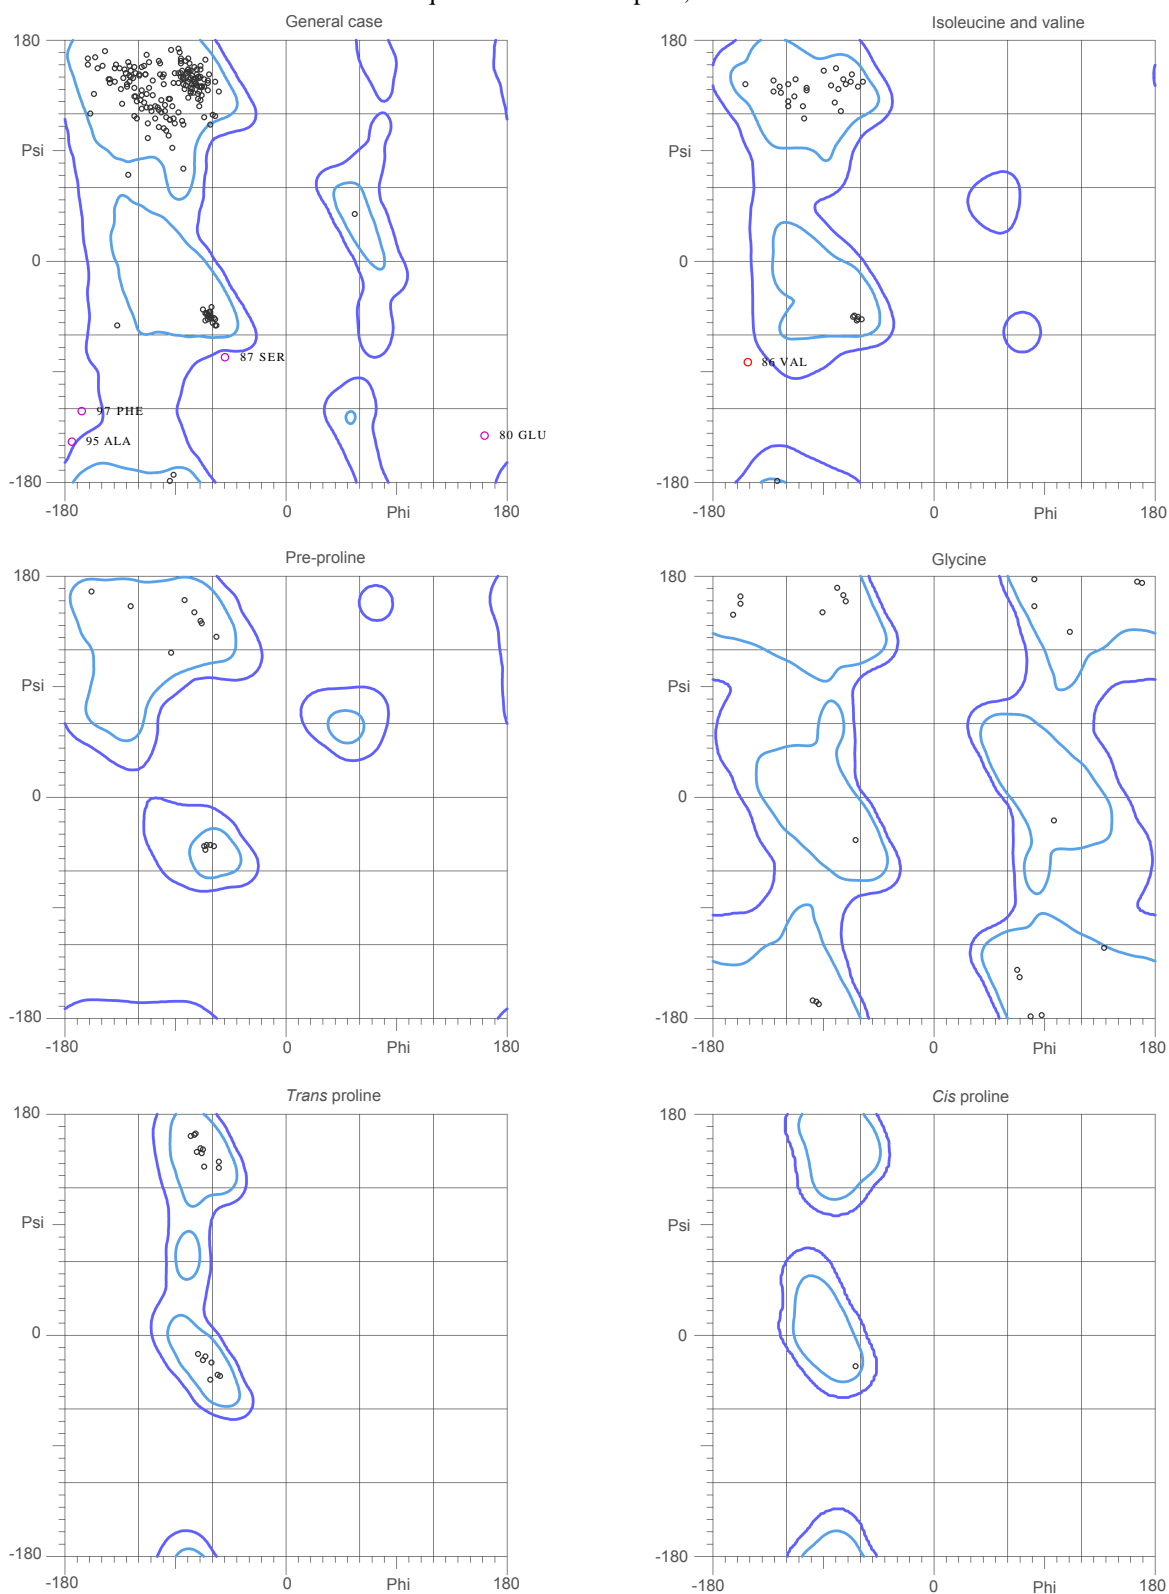 General case
Isoleucine and valine
180
180
Psi
Psi
0
0
87 SER
86 VAL
97 PHE
95 ALA
80 GLU
-180
-180
-180
0
Phi
180
-180
0
Phi
180
Pre-proline
Glycine
180
180
Psi
Psi
0
0
-180
-180
-180
0
Phi
180
-180
0
Phi
180
Trans proline
Cis proline
180
180
Psi
Psi
0
0
-180
-180
-180
0
Phi
180
-180
0
Phi
180